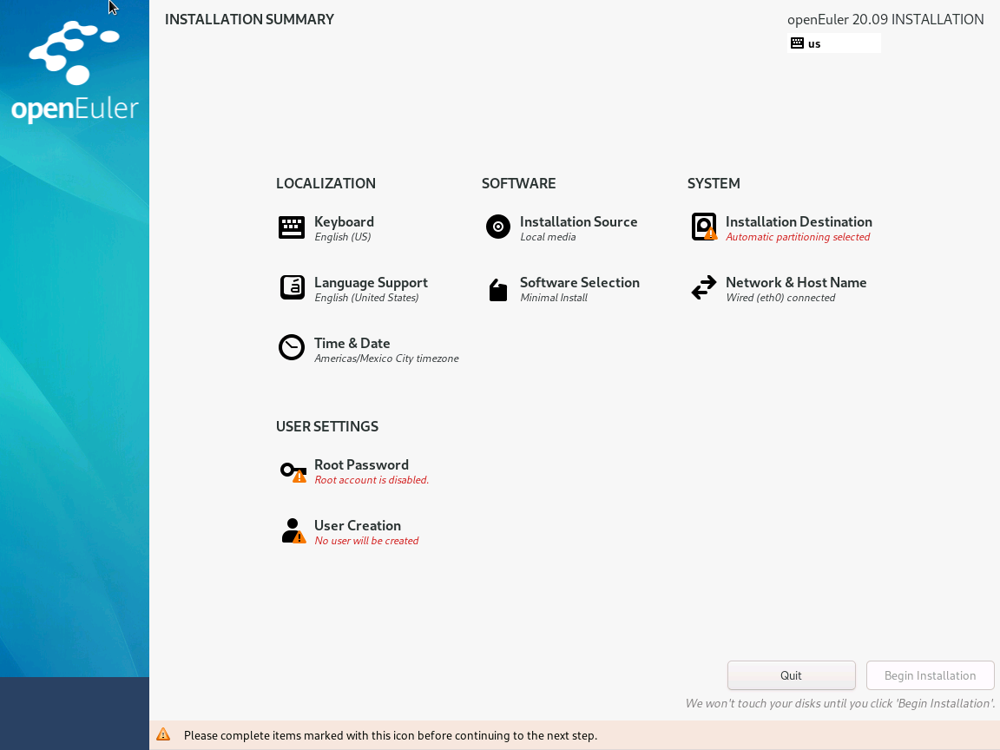 INSTALLATION SUMMARY
openEuler 20.09 INSTALLATION
us
openEuler
LOCALIZATION
Keyboard
English (US)
Language Support
English (United States)
Time & Date
Americas/Mexico City timezone
SOFTWARE
Installation Source
Local media
Software Selection
Minimal Install
SYSTEM
Installation Destination
Automatic partitioning selected
Network & Host Name
Wired (eth0) connected
USER SETTINGS
Root Password
Root account is disabled.
User Creation
No user will be created
Quit
Begin Installation
We won't touch your disks until you click 'Begin Installation'.
Please complete items marked with this icon before continuing to the next step.